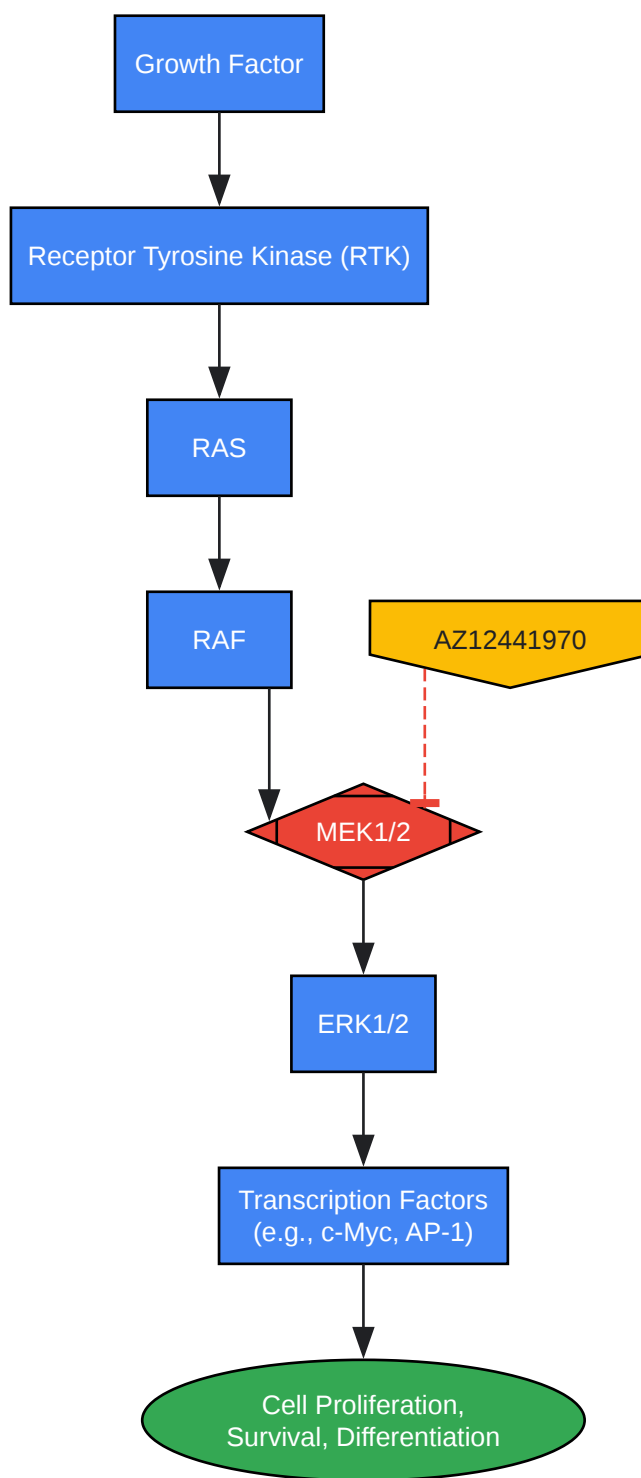 Growth Factor
Receptor Tyrosine Kinase (RTK)
RAS
RAF
AZ12441970
MEK1/2
ERK1/2
Transcription Factors
(e.g., c-Myc, AP-1)
Cell Proliferation,
Survival, Differentiation